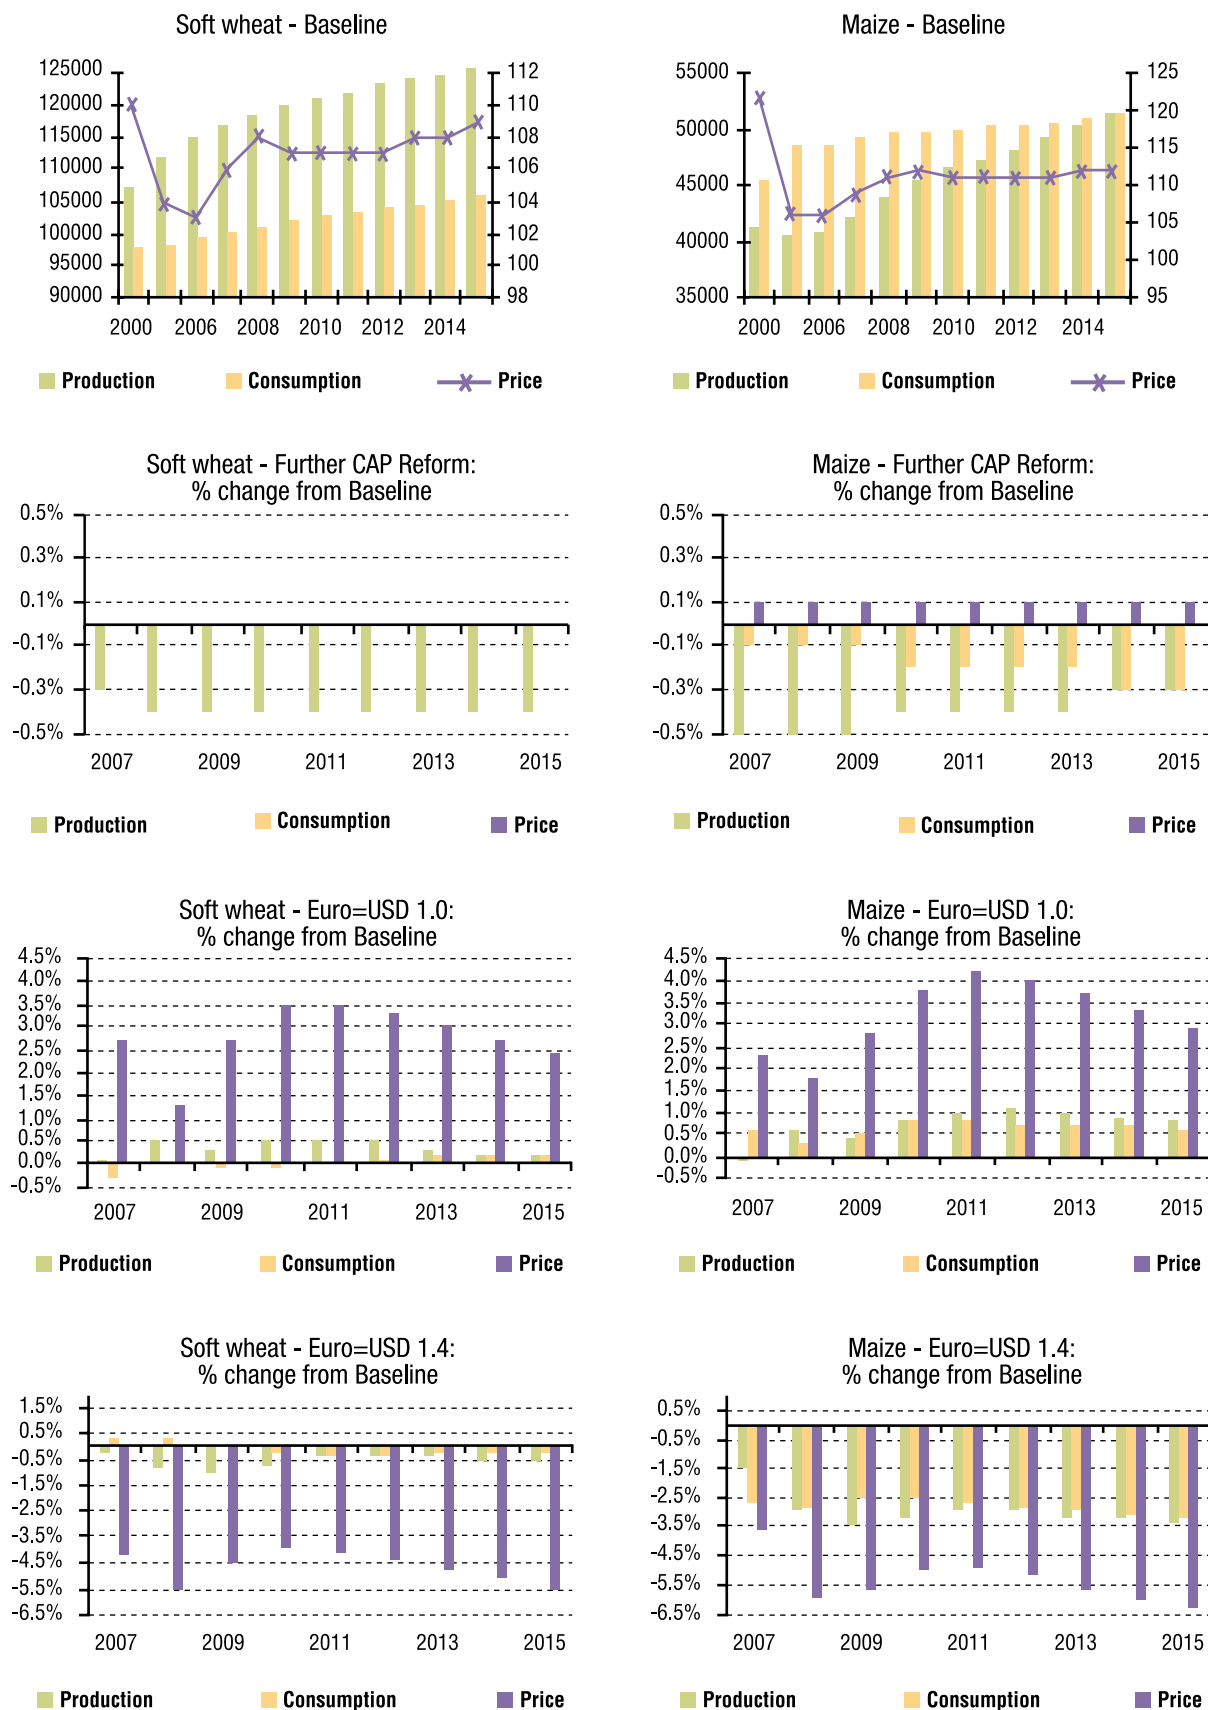 Soft wheat - Baseline
125000
120000
115000
110000
105000
100000
95000
90000
112
110
108
106
104
102
100
98
2000 2006 2008 2010 2012 2014
Production Consumption Price
Maize - Baseline
55000
50000
45000
40000
35000
125
120
115
110
105
100
95
2000 2006 2008 2010 2012 2014
Production Consumption Price
Soft wheat - Further CAP Reform:
% change from Baseline
0.5%
0.3%
0.1%
-0.1%
-0.3%
-0.5%
2007 2009 2011 2013 2015
Production Consumption Price
Maize - Further CAP Reform:
% change from Baseline
0.5%
0.3%
0.1%
-0.1%
-0.3%
-0.5%
2007 2009 2011 2013 2015
Production Consumption Price
Soft wheat - Euro=USD 1.0:
% change from Baseline
4.5%
4.0%
3.5%
3.0%
2.5%
2.0%
1.5%
1.0%
0.5%
0.0%
-0.5%
2007 2009 2011 2013 2015
Production Consumption Price
Maize - Euro=USD 1.0:
% change from Baseline
4.5%
4.0%
3.5%
3.0%
2.5%
2.0%
1.5%
1.0%
0.5%
0.0%
-0.5%
2007 2009 2011 2013 2015
Production Consumption Price
Soft wheat - Euro=USD 1.4:
% change from Baseline
1.5%
0.5%
-0.5%
-1.5%
-2.5%
-3.5%
-4.5%
-5.5%
-6.5%
2007 2009 2011 2013 2015
Production Consumption Price
Maize - Euro=USD 1.4:
% change from Baseline
0.5%
-0.5%
-1.5%
-2.5%
-3.5%
-4.5%
-5.5%
-6.5%
2007 2009 2011 2013 2015
Production Consumption Price